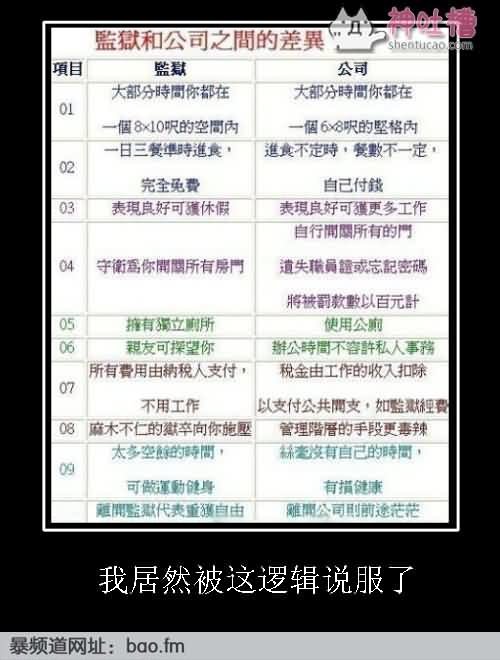 監獄和公司之間的差異
神吐槽
shentucao.com
項目 監獄 公司
01 大部分時間你都在 大部分時間你都在
一個8×10呎的空間內 一個6×8呎的堅格內
02 一日三餐準時進食， 進食不定時，餐數不一定，
完全免費 自己付錢
03 表現良好可獲休假 表現良好可獲更多工作
自行開關所有的門
04 守衛為你開關所有房門 遺失職員證或忘記密碼
將被罰款數以百元計
05 擁有獨立廁所 使用公廁
06 親友可探望你 辦公時間不容許私人事務
07 所有費用由納稅人支付， 稅金由工作的收入扣除
不用工作 以支付公共開支，如監獄經費
08 麻木不仁的獄卒向你施壓 管理階層的手段更毒辣
09 太多空餘的時間， 絲毫沒有自己的時間，
可做運動健身 有損健康
離開監獄代表重獲自由 離開公司則前途茫茫
我居然被这逻辑说服了
暴频道网址：bao.fm